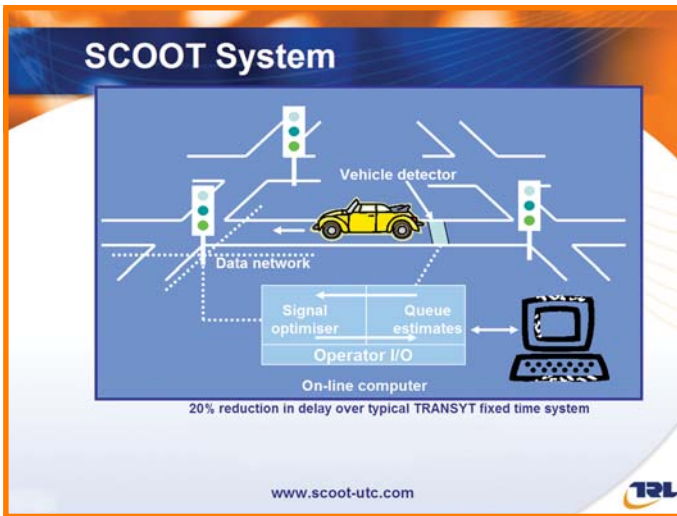 SCOOT System
Vehicle detector
Data network
Signal
optimiser
Queue
estimates
Operator I/O
On-line computer
20% reduction in delay over typical TRANSYT fixed time system
www.scoot-utc.com
TRL